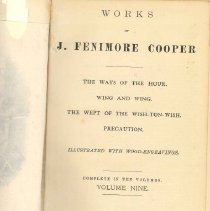 WORKS
OF
J. FENIMORE COOPER
THE WAYS OF THE HOUR.
WING AND WING.
THE WEPT OF THE WISH-TON-WISH.
PRECAUTION.
ILLUSTRATED WITH WOOD-ENGRAVINGS.
COMPLETE IN TEN VOLUMES.
VOLUME NINE.